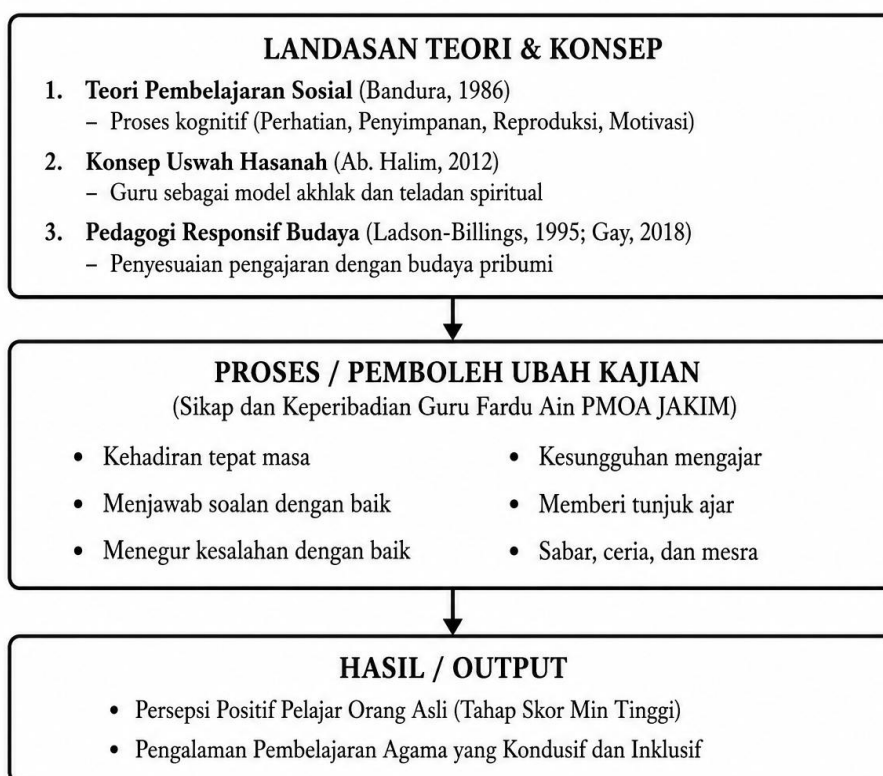 LANDASAN TEORI & KONSEP
1. Teori Pembelajaran Sosial (Bandura, 1986)
– Proses kognitif (Perhatian, Penyimpanan, Reproduksi, Motivasi)
2. Konsep Uswah Hasanah (Ab. Halim, 2012)
– Guru sebagai model akhlak dan teladan spiritual
3. Pedagogi Responsif Budaya (Ladson-Billings, 1995; Gay, 2018)
– Penyesuaian pengajaran dengan budaya pribumi
PROSES / PEMBOLEH UBAH KAJIAN
(Sikap dan Keperibadian Guru Fardu Ain PMOA JAKIM)
• Kehadiran tepat masa
• Menjawab soalan dengan baik
• Menegur kesalahan dengan baik
• Kesungguhan mengajar
• Memberi tunjuk ajar
• Sabar, ceria, dan mesra
HASIL / OUTPUT
• Persepsi Positif Pelajar Orang Asli (Tahap Skor Min Tinggi)
• Pengalaman Pembelajaran Agama yang Kondusif dan Inklusif